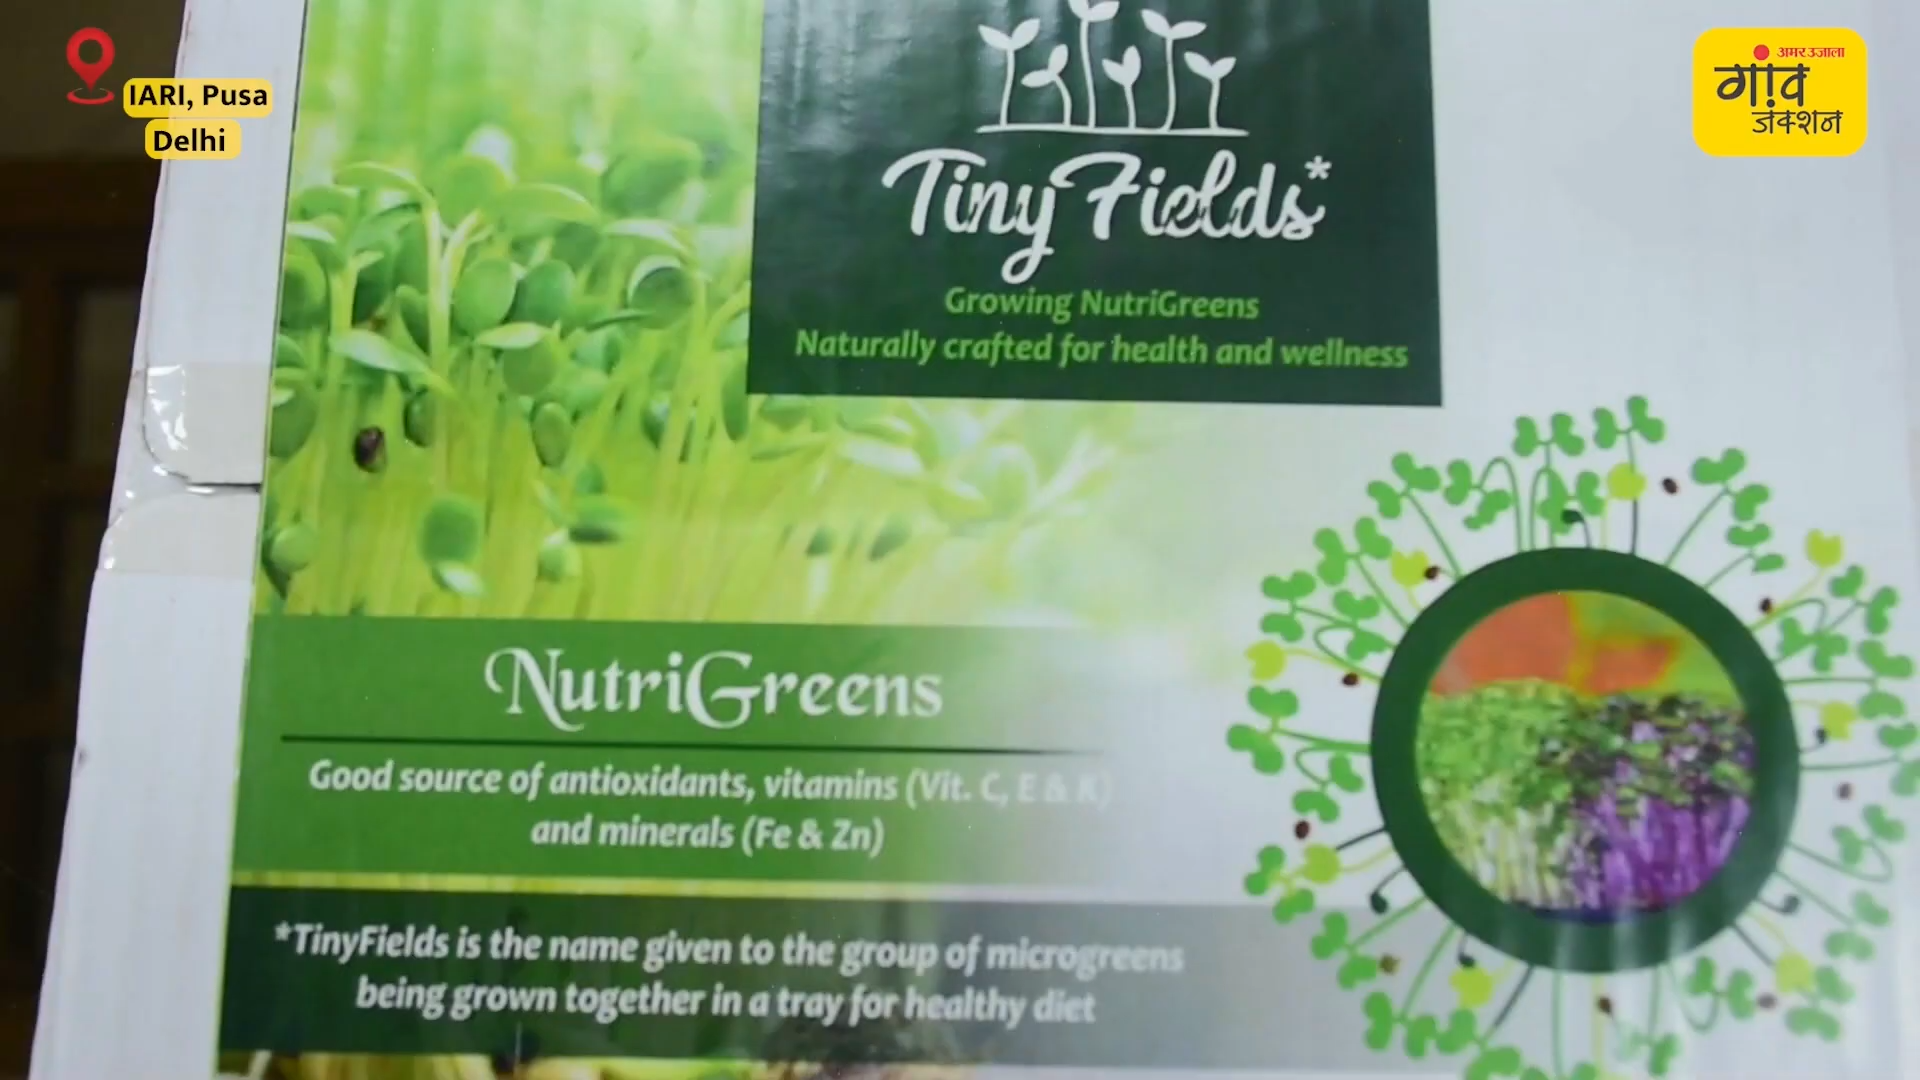 IARI, Pusa
Delhi
अमर उजाला
गांव
जंक्शन
TinyFields*
Growing NutriGreens
Naturally crafted for health and wellness
NutriGreens
Good source of antioxidants, vitamins (Vit. C, E & K)
and minerals (Fe & Zn)
*TinyFields is the name given to the group of microgreens
being grown together in a tray for healthy diet